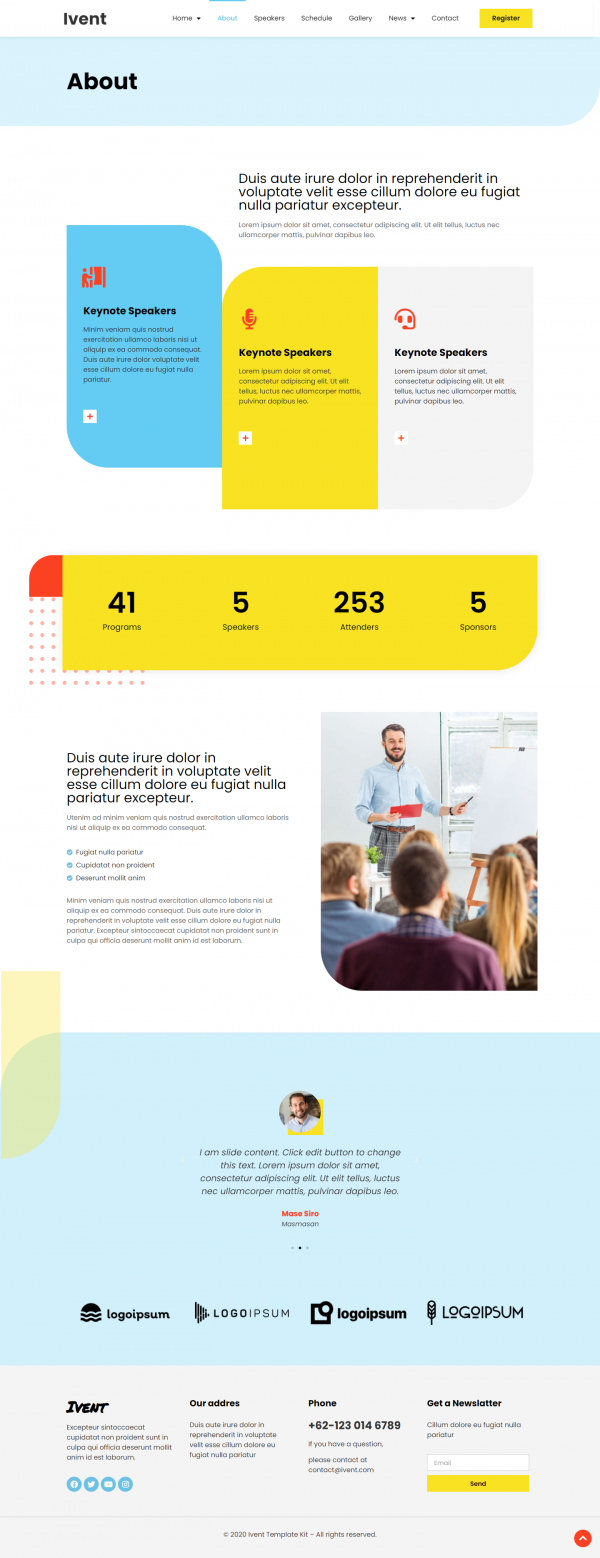 Ivent
Home
About
Speakers
Schedule
Gallery
News
Contact
Register
About
Duis aute irure dolor in reprehenderit in
voluptate velit esse cillum dolore eu fugiat
nulla pariatur excepteur.
Lorem ipsum dolor sit amet, consectetur adipiscing elit. Ut elit tellus, luctus nec
ullamcorper mattis, pulvinar dapibus leo.
Keynote Speakers
Minim veniam quis nostrud
exercitation ullamco laboris nisi ut
aliquip ex ea commodo consequat.
Duis aute irure dolor voluptate velit
esse cillum dolore eu fugiat nulla
pariatur.
Keynote Speakers
Lorem ipsum dolor sit amet,
consectetur adipiscing elit. Ut elit
tellus, luctus nec ullamcorper mattis,
pulvinar dapibus leo.
Keynote Speakers
Lorem ipsum dolor sit amet,
consectetur adipiscing elit. Ut elit
tellus, luctus nec ullamcorper mattis,
pulvinar dapibus leo.
41
Programs
5
Speakers
253
Attenders
5
Sponsors
Duis aute irure dolor in
reprehenderit in voluptate velit
esse cillum dolore eu fugiat nulla
pariatur excepteur.
Utenim ad minim veniam quis nostrud exercitation ullamco laboris
nisi ut aliquip ex ea commodo consequat.
Fugiat nulla pariatur
Cupidatat non proident
Deserunt mollit anim
Minim veniam quis nostrud exercitation ullamco laboris nisi ut
aliquip ex ea commodo consequat. Duis aute irure dolor in
reprehenderit in voluptate velit esse cillum dolore eu fugiat nulla
pariatur. Excepteur sintoccaecat cupidatat non proident sunt in
culpa qui officia deserunt mollit anim id est laborum.
I am slide content. Click edit button to change
this text. Lorem ipsum dolor sit amet,
consectetur adipiscing elit. Ut elit tellus, luctus
nec ullamcorper mattis, pulvinar dapibus leo.
Mase Siro
Masmasan
logoipsum
LOGOIPSUM
logoipsum
LOGOIPSUM
Ivent
Excepteur sintoccaecat
cupidatat non proident sunt in
culpa qui officia deserunt mollit
anim id est laborum.
Our addres
Duis aute irure dolor in
reprehenderit in voluptate
velit esse cillum dolore eu
fugiat nulla pariatur
Phone
+62-123 014 6789
If you have a question,
please contact at
contact@ivent.com
Get a Newslatter
Cillum dolore eu fugiat nulla
pariatur
Email
Send
© 2020 Ivent Template Kit – All rights reserved.